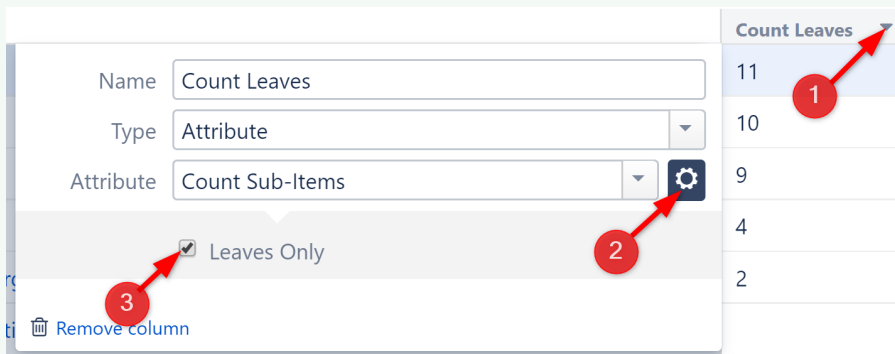 Count Leaves
1
11
Name Count Leaves
Type Attribute
10
Attribute Count Sub-Items
9
2
Leaves Only
4
3
2
Remove column